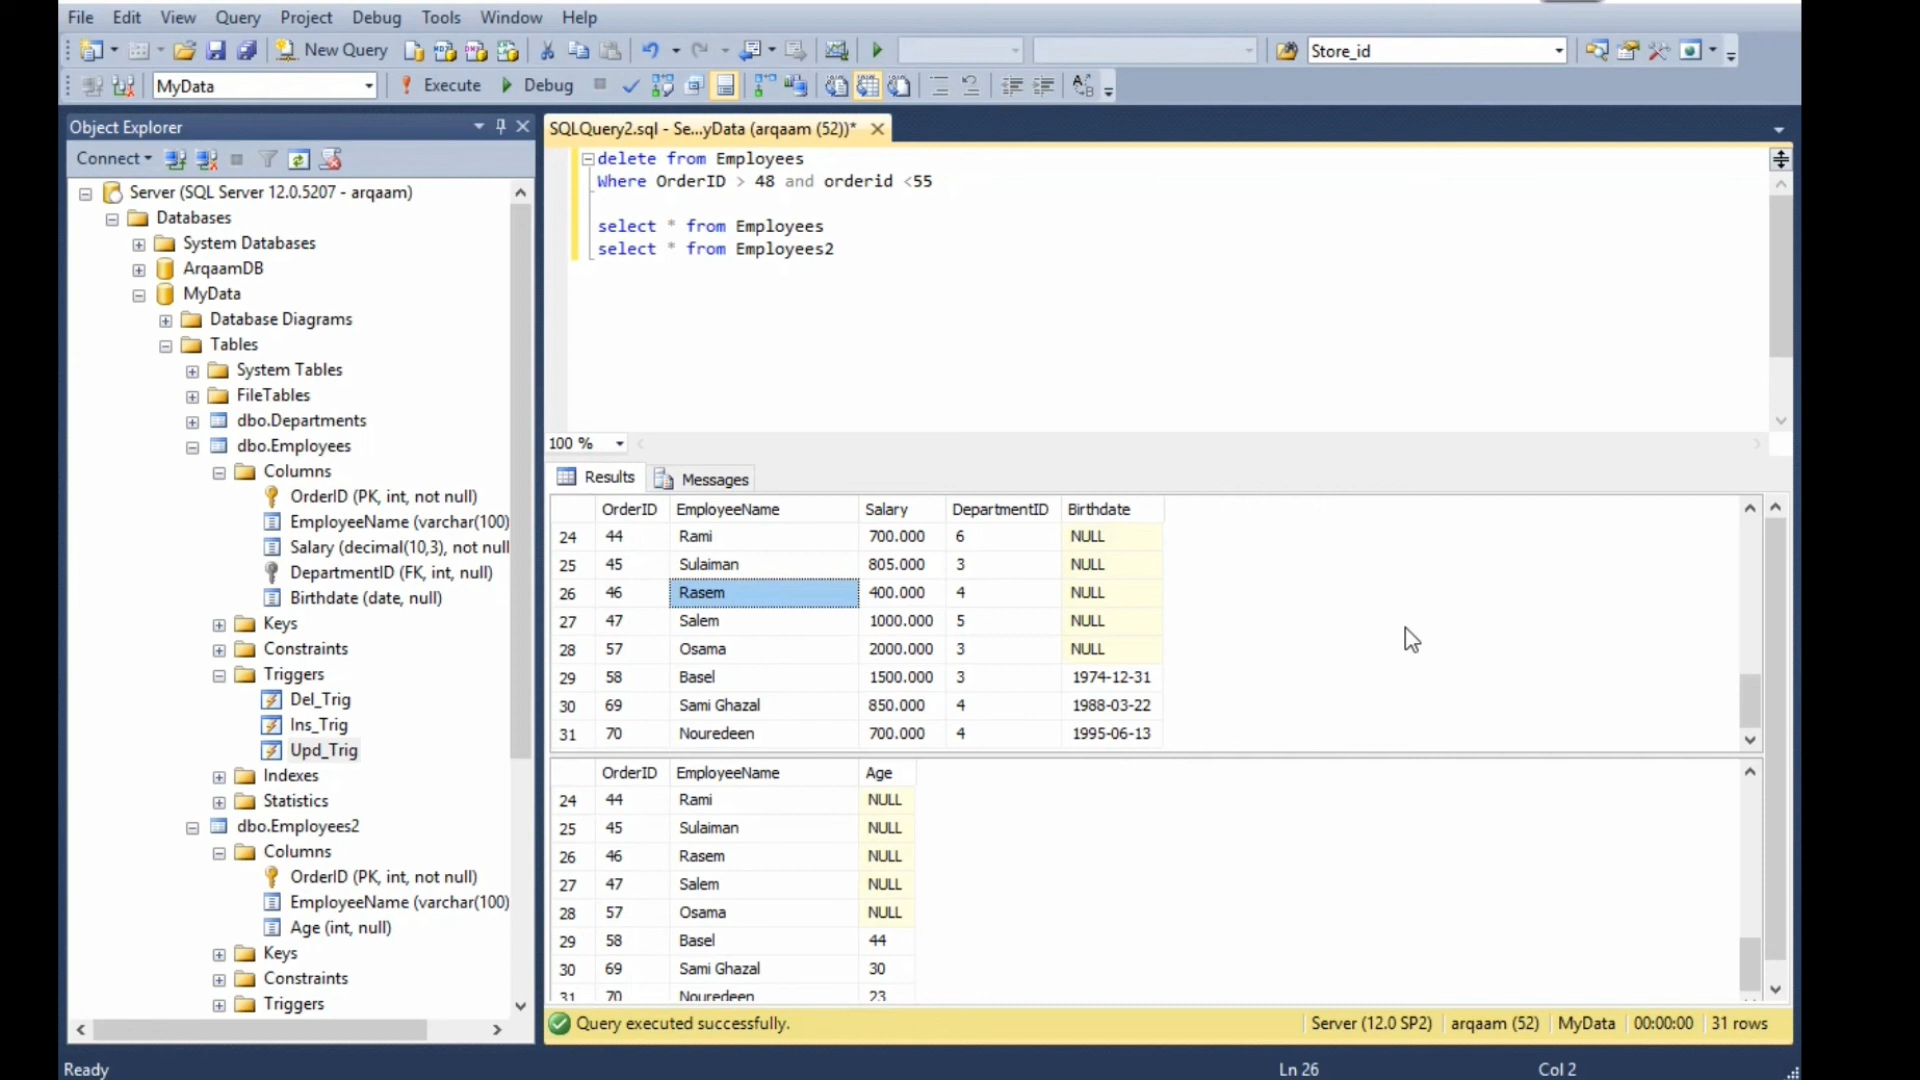 File Edit View Query Project Debug Tools Window Help
New Query Store_id
MyData Execute Debug
Object Explorer
SQLQuery2.sql - Se...yData (arqaam (52))*
Connect
Server (SQL Server 12.0.5207 - arqaam)
Databases
System Databases
ArqaamDB
MyData
Database Diagrams
Tables
System Tables
FileTables
dbo.Departments
dbo.Employees
Columns
OrderID (PK, int, not null)
EmployeeName (varchar(100)
Salary (decimal(10,3), not null
DepartmentID (FK, int, null)
Birthdate (date, null)
Keys
Constraints
Triggers
Del_Trig
Ins_Trig
Upd_Trig
Indexes
Statistics
dbo.Employees2
Columns
OrderID (PK, int, not null)
EmployeeName (varchar(100)
Age (int, null)
Keys
Constraints
Triggers
delete from Employees
Where OrderID > 48 and orderid <55
select * from Employees
select * from Employees2
100 %
Results Messages
OrderID EmployeeName Salary DepartmentID Birthdate
24 44 Rami 700.000 6 NULL
25 45 Sulaiman 805.000 3 NULL
26 46 Rasem 400.000 4 NULL
27 47 Salem 1000.000 5 NULL
28 57 Osama 2000.000 3 NULL
29 58 Basel 1500.000 3 1974-12-31
30 69 Sami Ghazal 850.000 4 1988-03-22
31 70 Nouredeen 700.000 4 1995-06-13
OrderID EmployeeName Age
24 44 Rami NULL
25 45 Sulaiman NULL
26 46 Rasem NULL
27 47 Salem NULL
28 57 Osama NULL
29 58 Basel 44
30 69 Sami Ghazal 30
31 70 Nouredeen 23
Query executed successfully. Server (12.0 SP2) arqaam (52) MyData 00:00:00 31 rows
Ready Ln 26 Col 2